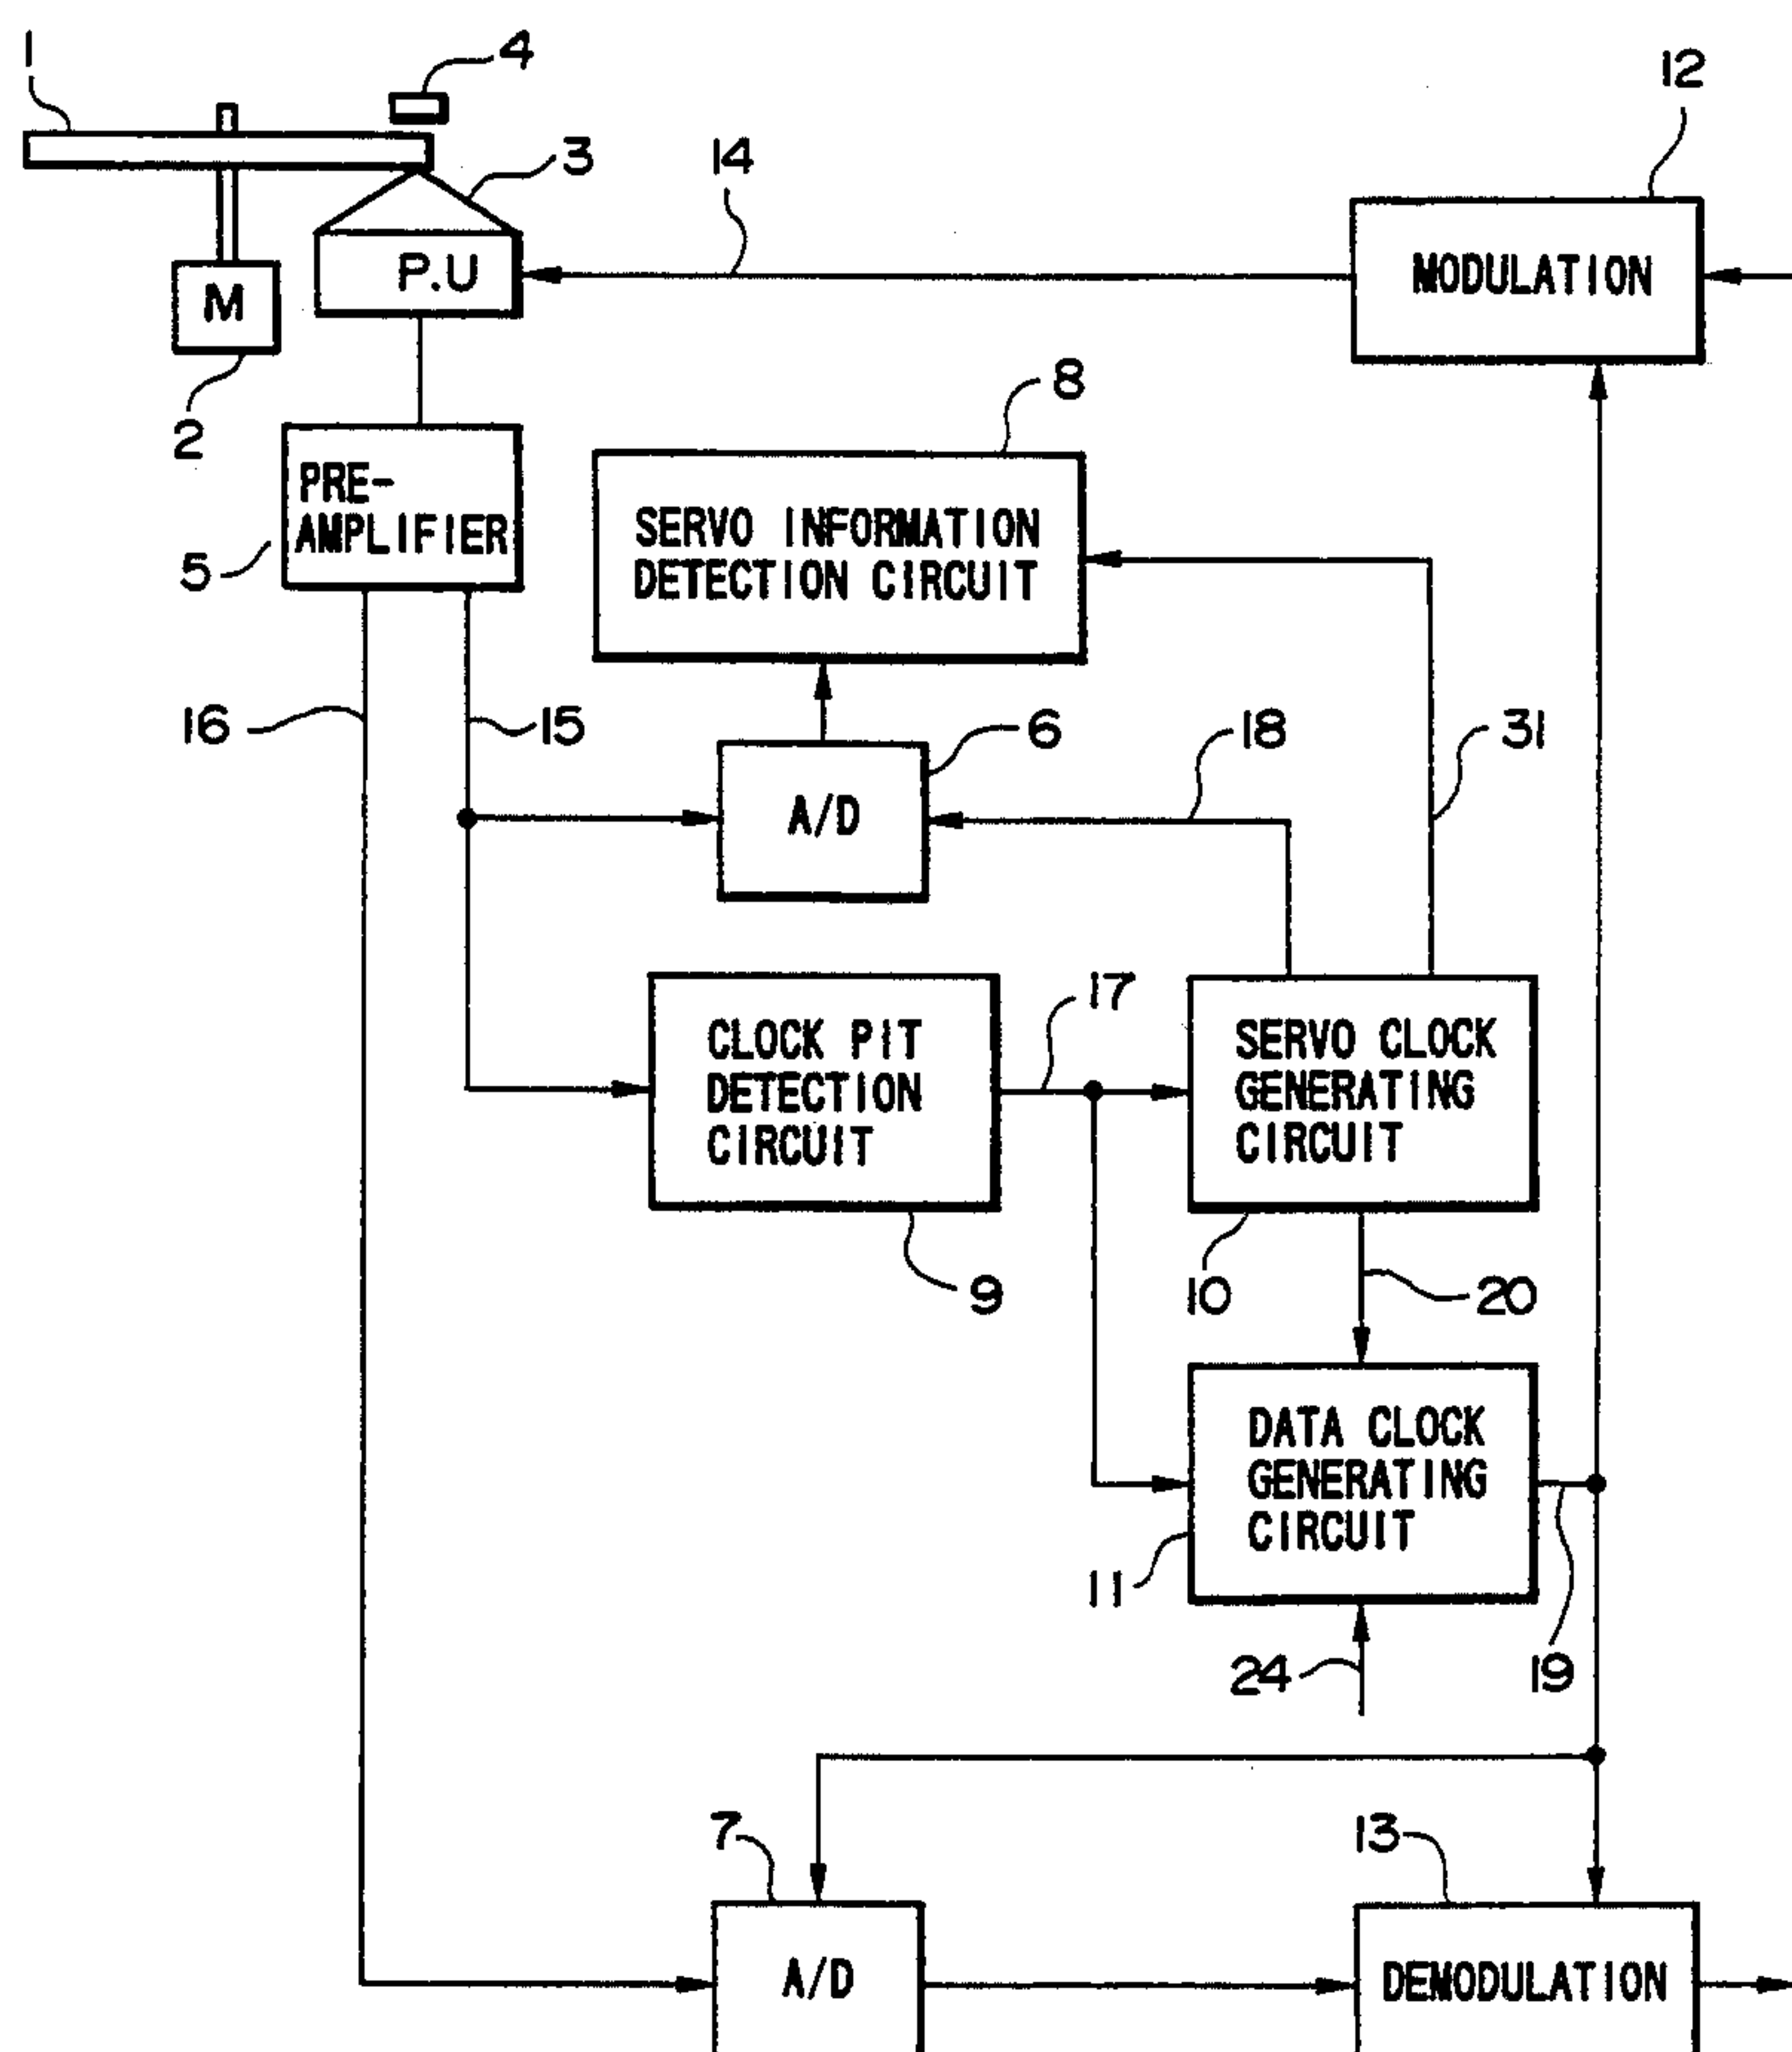 1
4
12
3
14
P.U
MODULATION
M
8
2
PRE-
AMPLIFIER
SERVO INFORMATION
DETECTION CIRCUIT
5
16
15
6
18
31
A/D
17
CLOCK PIT
DETECTION
CIRCUIT
SERVO CLOCK
GENERATING
CIRCUIT
9
10
20
DATA CLOCK
GENERATING
CIRCUIT
11
24
19
7
13
A/D
DEMODULATION